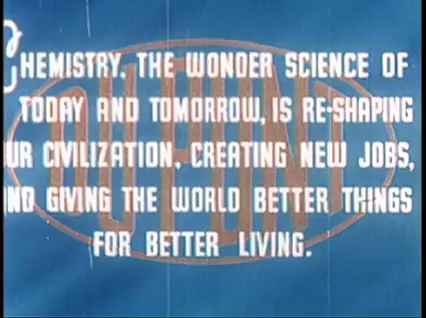 CHEMISTRY. THE WONDER SCIENCE OF
TODAY AND TOMORROW, IS RE-SHAPING
UR CIVILIZATION, CREATING NEW JOBS,
ND GIVING THE WORLD BETTER THINGS
FOR BETTER LIVING.
DU PONT